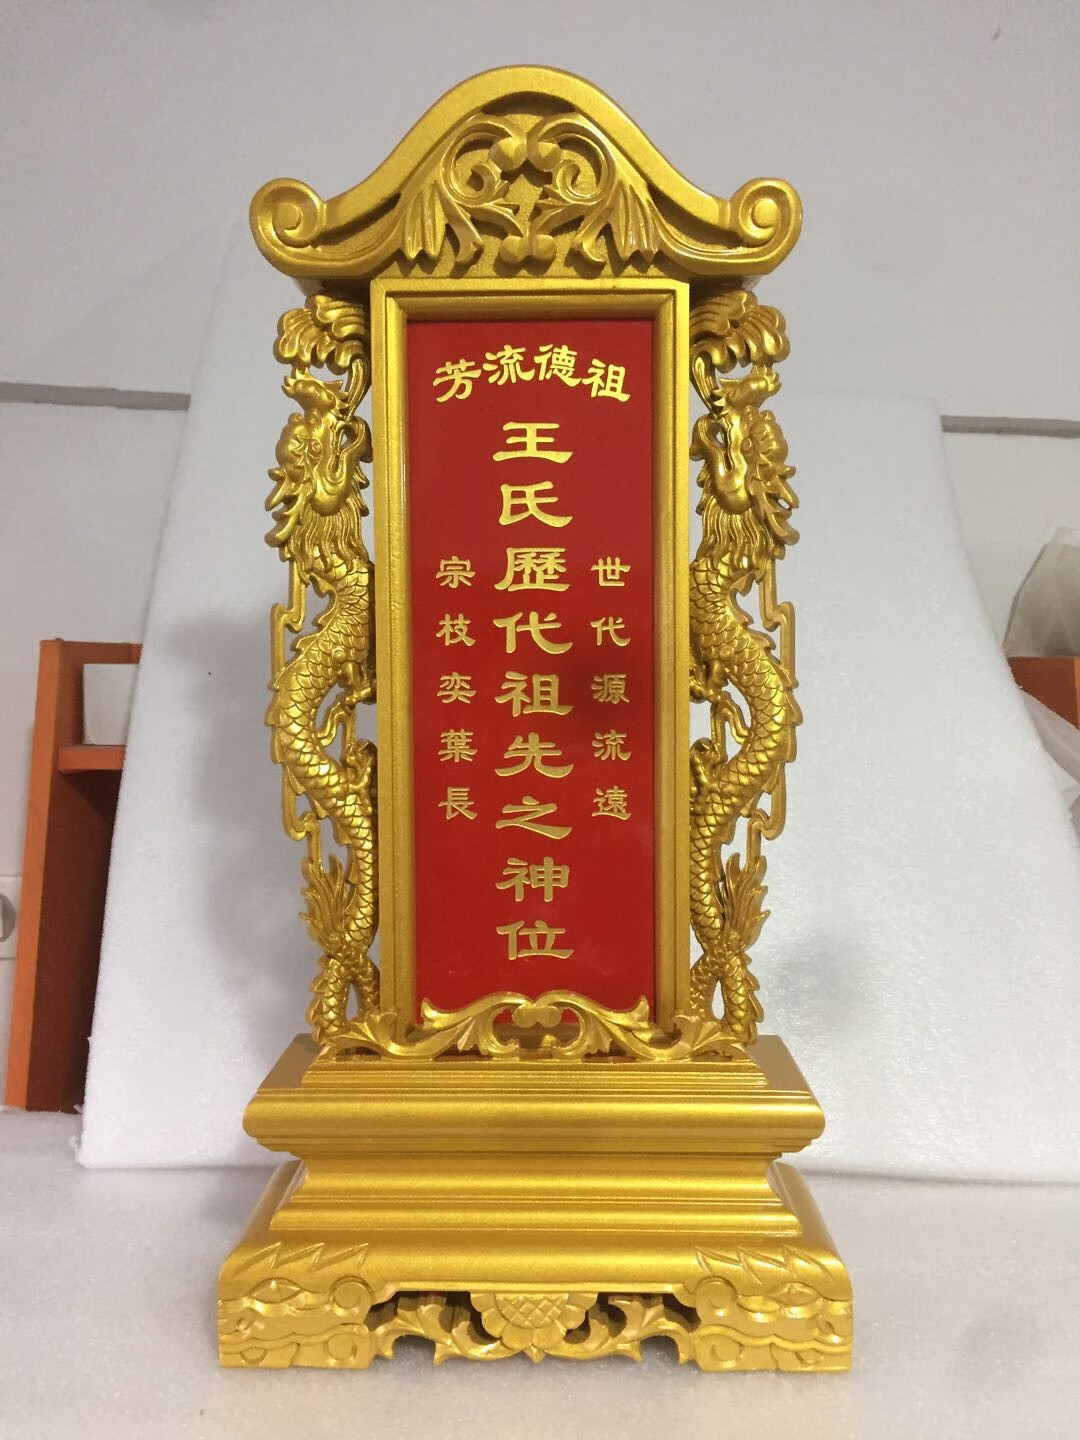 祖德流芳
世代源流遠
王氏歷代祖先之神位
宗枝奕葉長